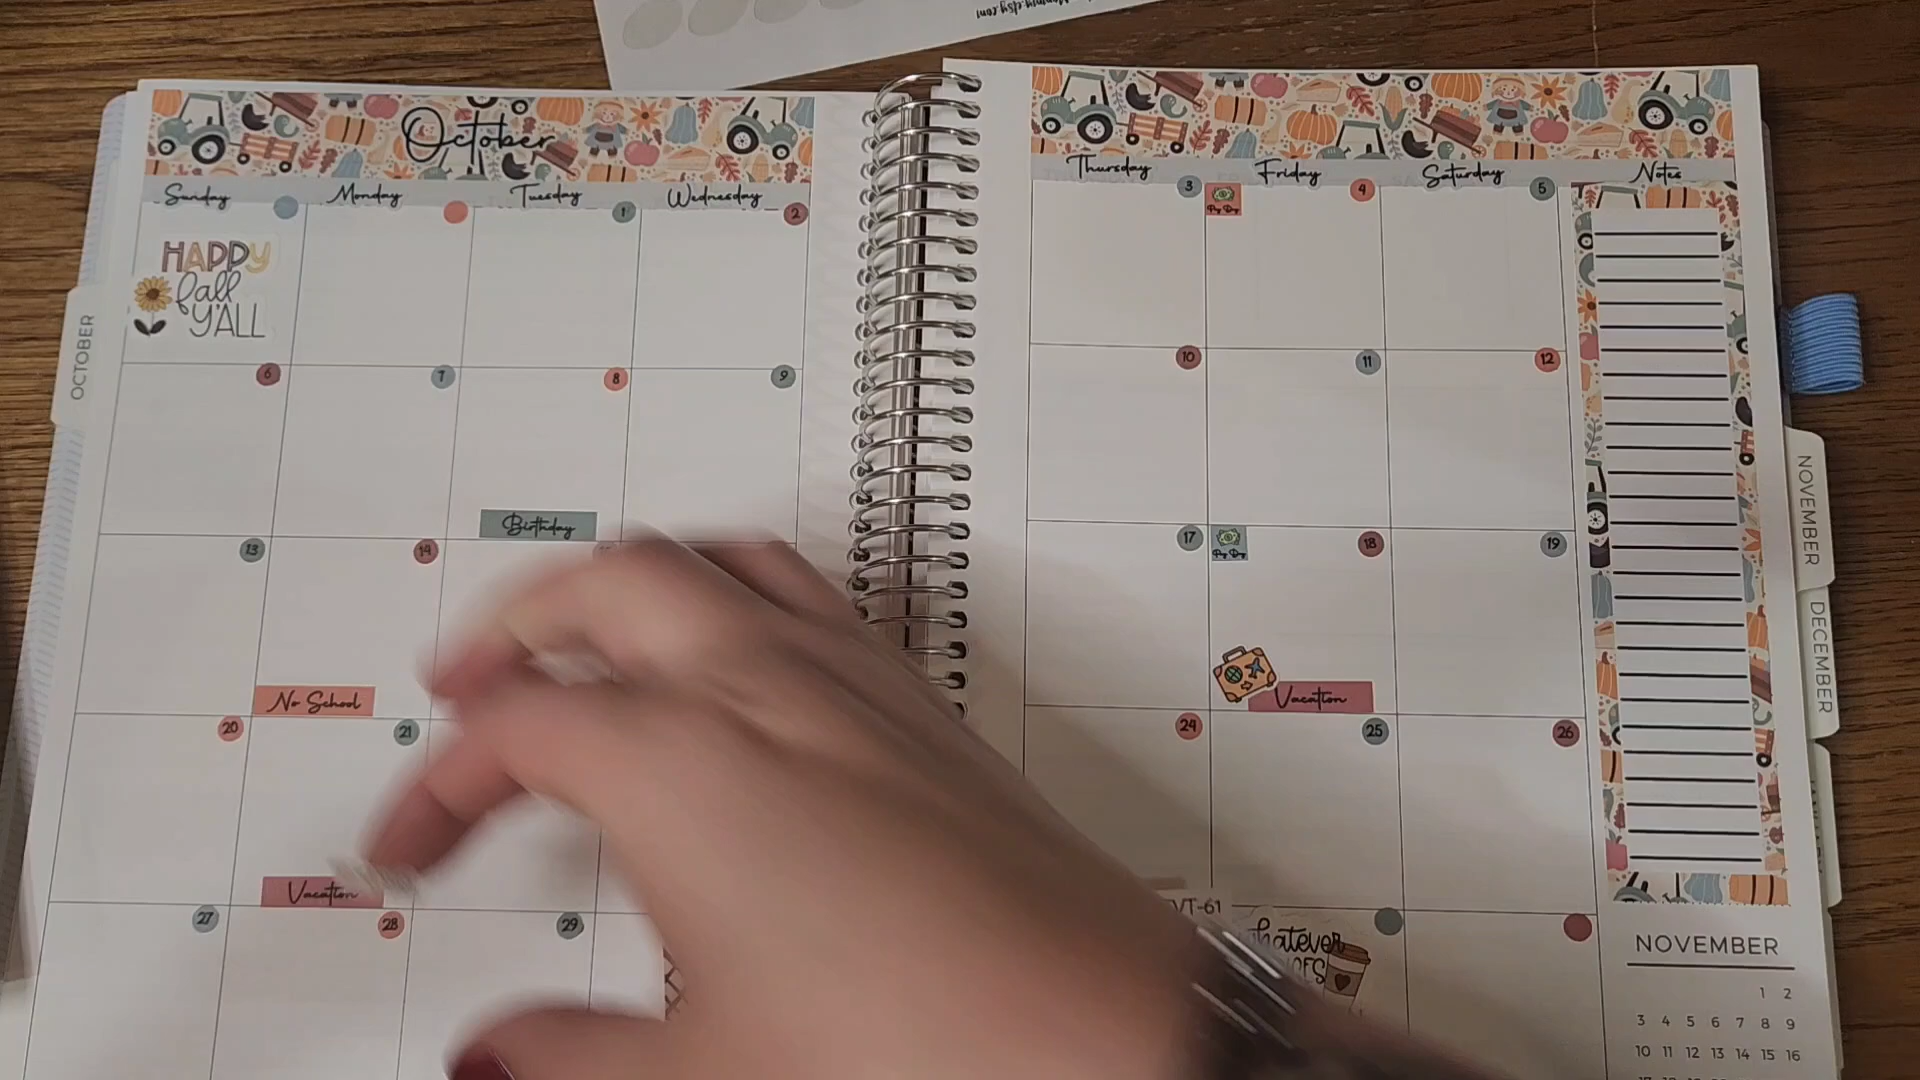 October
Sunday Monday Tuesday Wednesday Thursday Friday Saturday Notes
1 2 3 4 5
Pay Day
HAPPY
fall
Y'ALL
OCTOBER
6 7 8 9 10 11 12
Birthday
13 14 17 18 19
Pay Day
NOVEMBER
No School
Vacation
DECEMBER
20 21 24 25 26
Vacation
27 28 29
VT-61
whatever
NOVEMBER
1 2
3 4 5 6 7 8 9
10 11 12 13 14 15 16